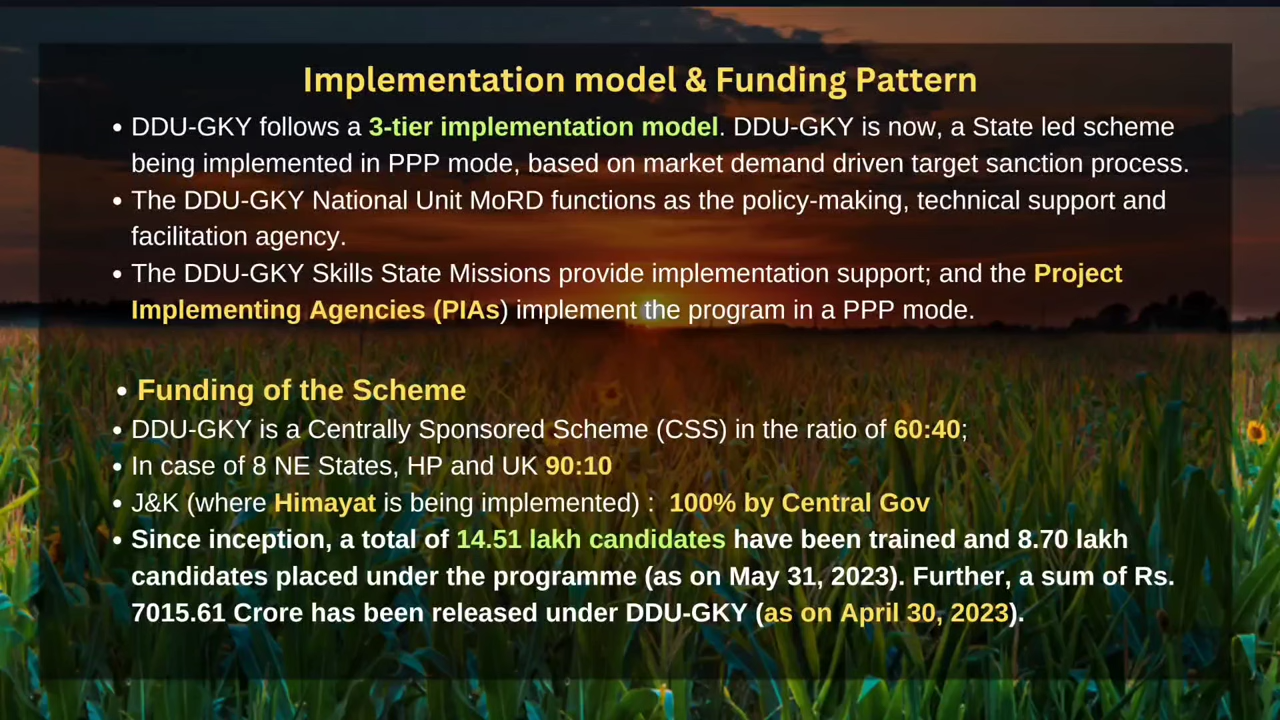 Implementation model & Funding Pattern
• DDU-GKY follows a 3-tier implementation model. DDU-GKY is now, a State led scheme
being implemented in PPP mode, based on market demand driven target sanction process.
• The DDU-GKY National Unit MoRD functions as the policy-making, technical support and
facilitation agency.
• The DDU-GKY Skills State Missions provide implementation support; and the Project
Implementing Agencies (PIAs) implement the program in a PPP mode.
• Funding of the Scheme
• DDU-GKY is a Centrally Sponsored Scheme (CSS) in the ratio of 60:40;
• In case of 8 NE States, HP and UK 90:10
• J&K (where Himayat is being implemented) : 100% by Central Gov
• Since inception, a total of 14.51 lakh candidates have been trained and 8.70 lakh
candidates placed under the programme (as on May 31, 2023). Further, a sum of Rs.
7015.61 Crore has been released under DDU-GKY (as on April 30, 2023).